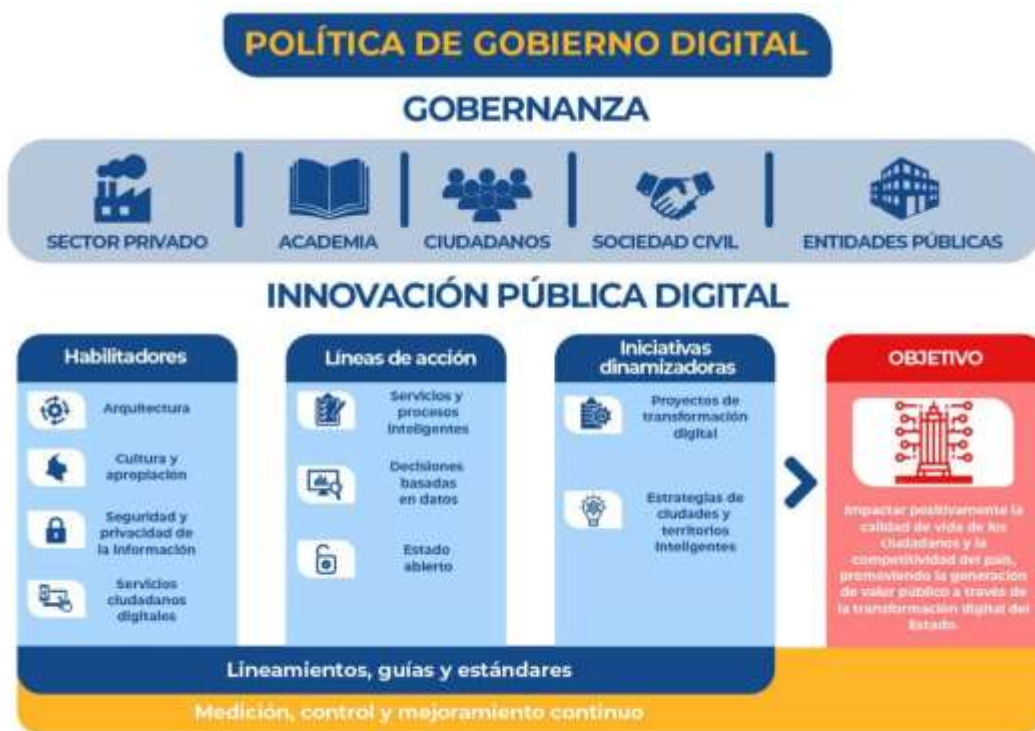 POLÍTICA DE GOBIERNO DIGITAL
GOBERNANZA
SECTOR PRIVADO
ACADEMIA
CIUDADANOS
SOCIEDAD CIVIL
ENTIDADES PÚBLICAS
INNOVACIÓN PÚBLICA DIGITAL
Habilitadores
Arquitectura
Cultura y
apropiación
Seguridad y
privacidad de
la Información
Servicios
ciudadanos
digitales
Líneas de acción
Servicios y
procesos
Inteligentes
Decisiones
basadas
en datos
Estado
abierto
Iniciativas
dinamizadoras
Proyectos de
transformación
digital
Estrategias de
ciudades y
territorios
Inteligentes
OBJETIVO
Impactar positivamente la
calidad de vida de los
ciudadanos y la
competitividad del país,
promoviendo la generación
de valor público a través de
la transformación digital del
Estado.
Lineamientos, guías y estándares
Medición, control y mejoramiento continuo